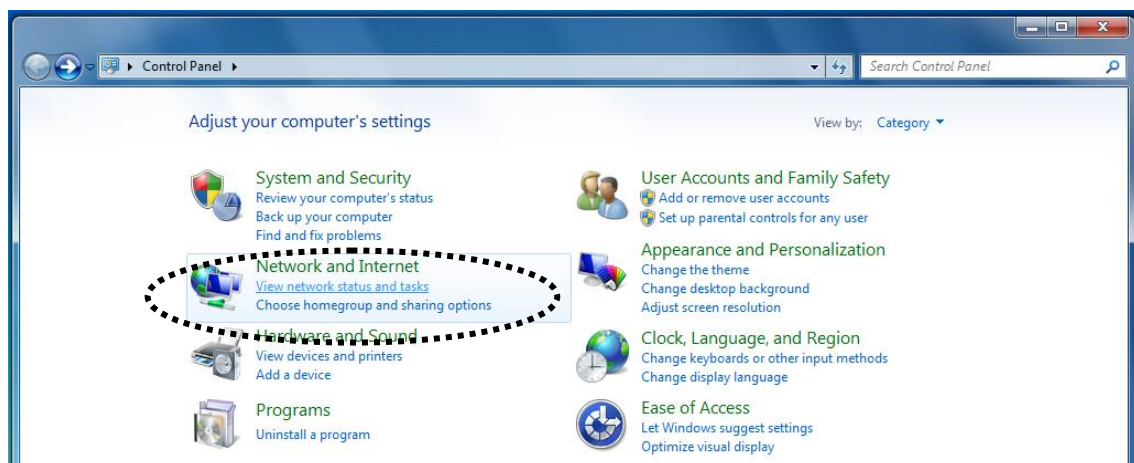 Control Panel
Search Control Panel
Adjust your computer's settings
View by: Category
System and Security
Review your computer's status
Back up your computer
Find and fix problems
Network and Internet
View network status and tasks
Choose homegroup and sharing options
Hardware and Sound
View devices and printers
Add a device
Programs
Uninstall a program
User Accounts and Family Safety
Add or remove user accounts
Set up parental controls for any user
Appearance and Personalization
Change the theme
Change desktop background
Adjust screen resolution
Clock, Language, and Region
Change keyboards or other input methods
Change display language
Ease of Access
Let Windows suggest settings
Optimize visual display